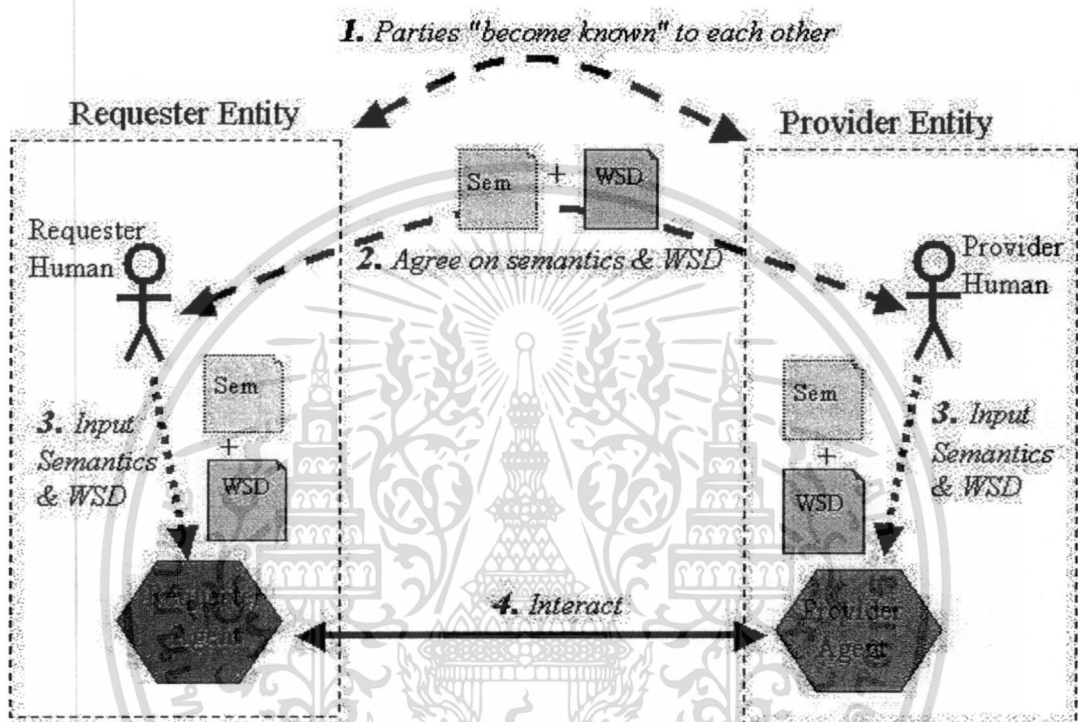 1. Parties "become known" to each other
Requester Entity
Provider Entity
Sem
+
WSD
Requester
Human
2. Agree on semantics & WSD
Provider
Human
Sem
+
WSD
3. Input
Semantics
& WSD
Sem
+
WSD
3. Input
Semantics
& WSD
Agent
4. Interact
Provider
Agent